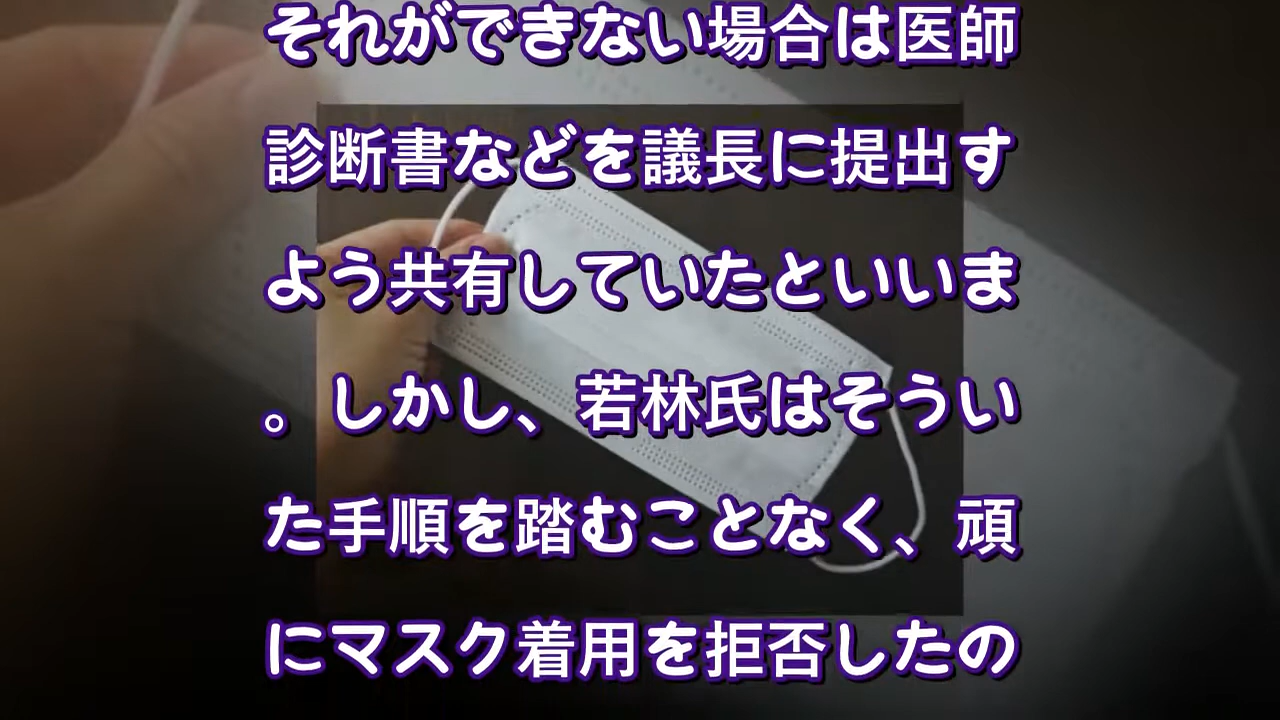 それができない場合は医師
診断書などを議長に提出す
よう共有していたといいま
。しかし、若林氏はそうい
た手順を踏むことなく、頑
にマスク着用を拒否したの